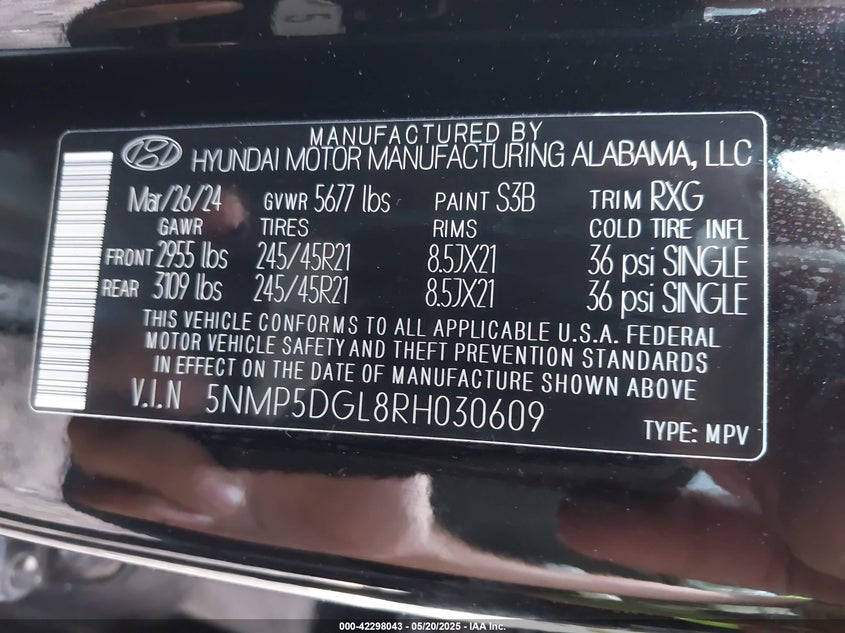 MANUFACTURED BY
HYUNDAI MOTOR MANUFACTURING ALABAMA, LLC
Mar/26/24 GVWR 5677 lbs PAINT S3B TRIM RXG
GAWR TIRES RIMS COLD TIRE INFL
FRONT 2955 lbs 245/45R21 8.5JX21 36 psi SINGLE
REAR 3109 lbs 245/45R21 8.5JX21 36 psi SINGLE
THIS VEHICLE CONFORMS TO ALL APPLICABLE U.S.A. FEDERAL
MOTOR VEHICLE SAFETY AND THEFT PREVENTION STANDARDS
IN EFFECT ON THE DATE OF MANUFACTURE SHOWN ABOVE
V.I.N 5NMP5DGL8RH030609
TYPE: MPV
000-42298043 - 05/20/2025 - IAA Inc.